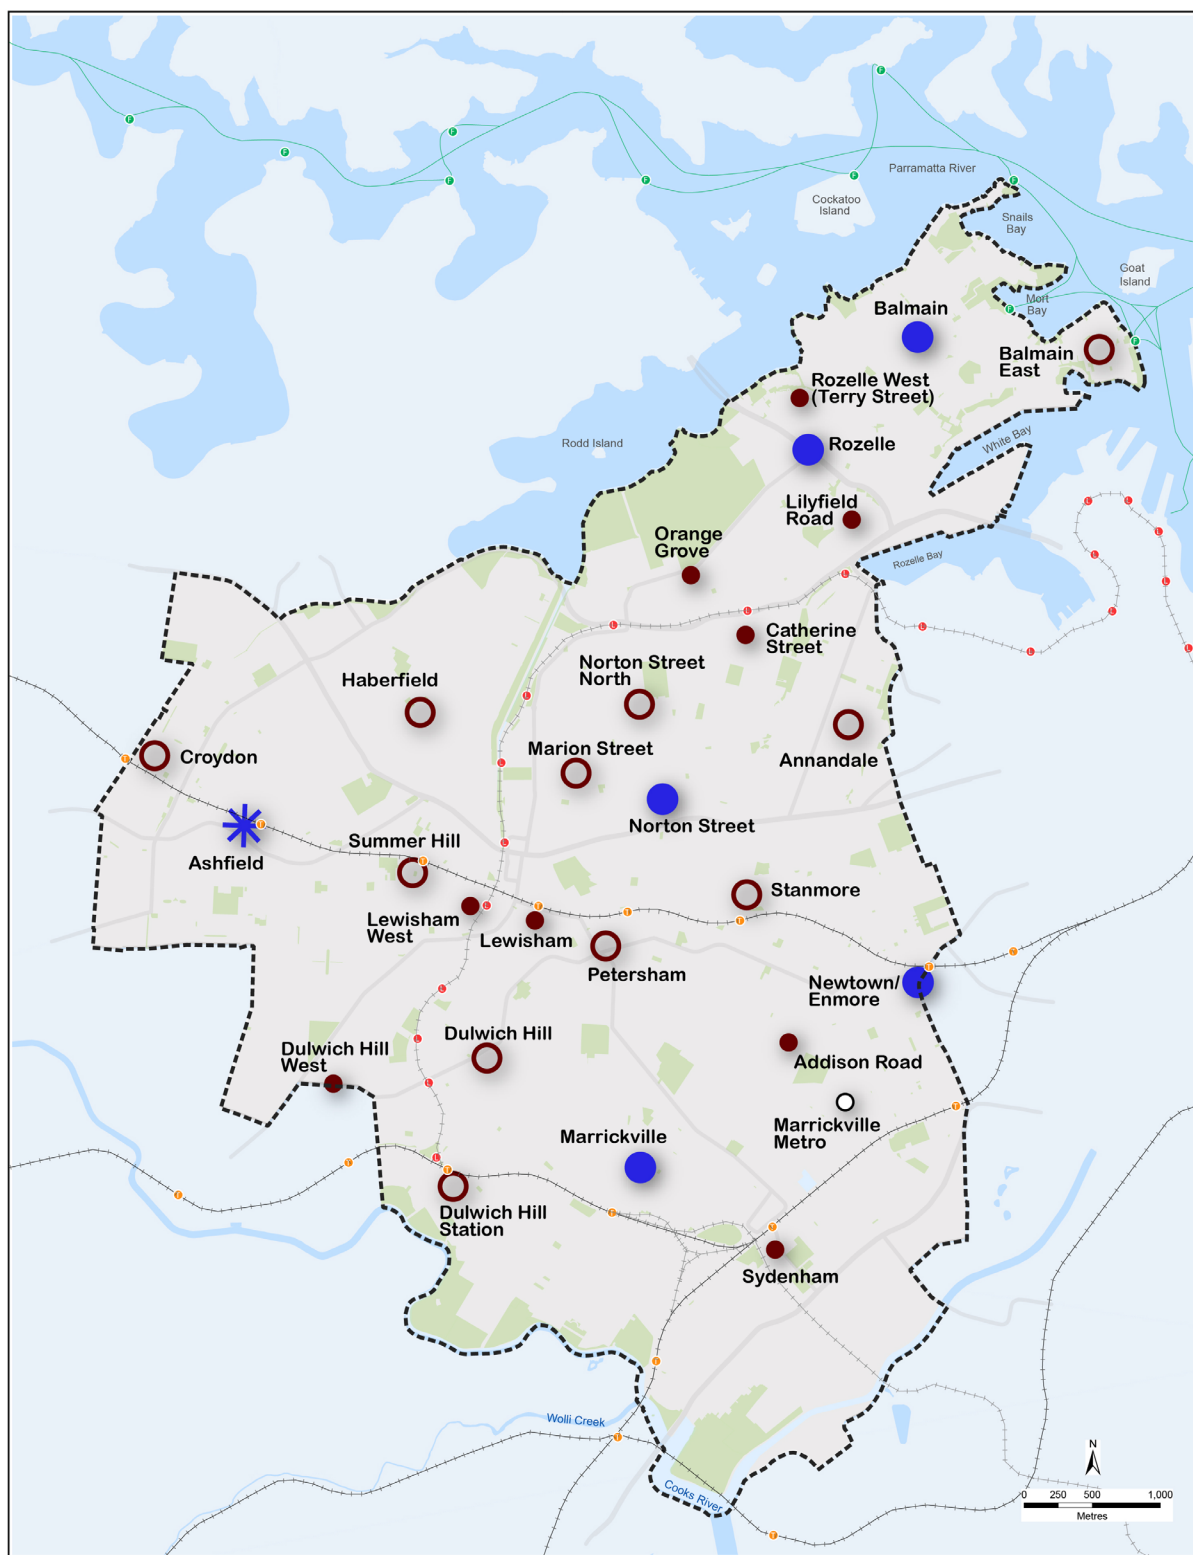 Parramatta River
Cockatoo
Island
Snails
Bay
Goat
Island
Mort
Bay
Balmain
Balmain
East
Rozelle West
(Terry Street)
Rodd Island
Rozelle
White Bay
Lilyfield
Road
Orange
Grove
Rozelle Bay
Catherine
Street
Norton Street
North
Haberfield
Annandale
Marion Street
Croydon
Norton Street
Ashfield
Summer Hill
Stanmore
Lewisham
West
Lewisham
Petersham
Newtown/
Enmore
Dulwich Hill
Dulwich Hill
West
Addison Road
Marrickville
Metro
Marrickville
Dulwich Hill
Station
Sydenham
Wolli Creek
Cooks River
N
0 250 500 1,000
Metres